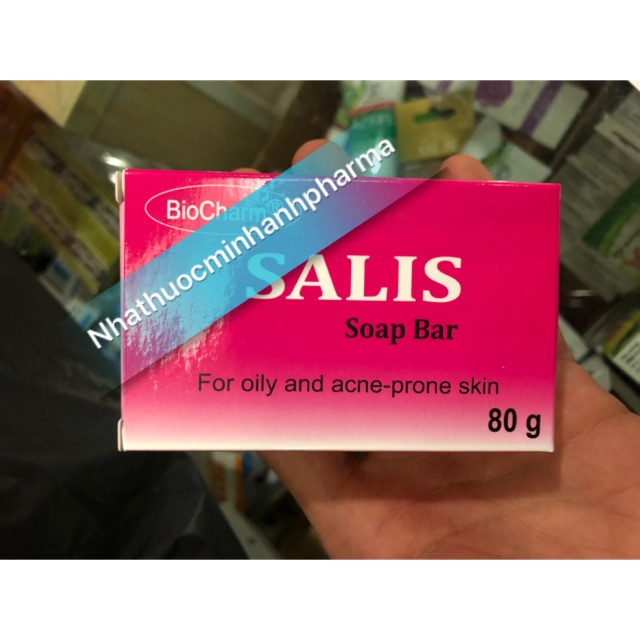 BioCharm®
SALIS
Soap Bar
For oily and acne-prone skin
80 g
Nhathuocminhanhpharma